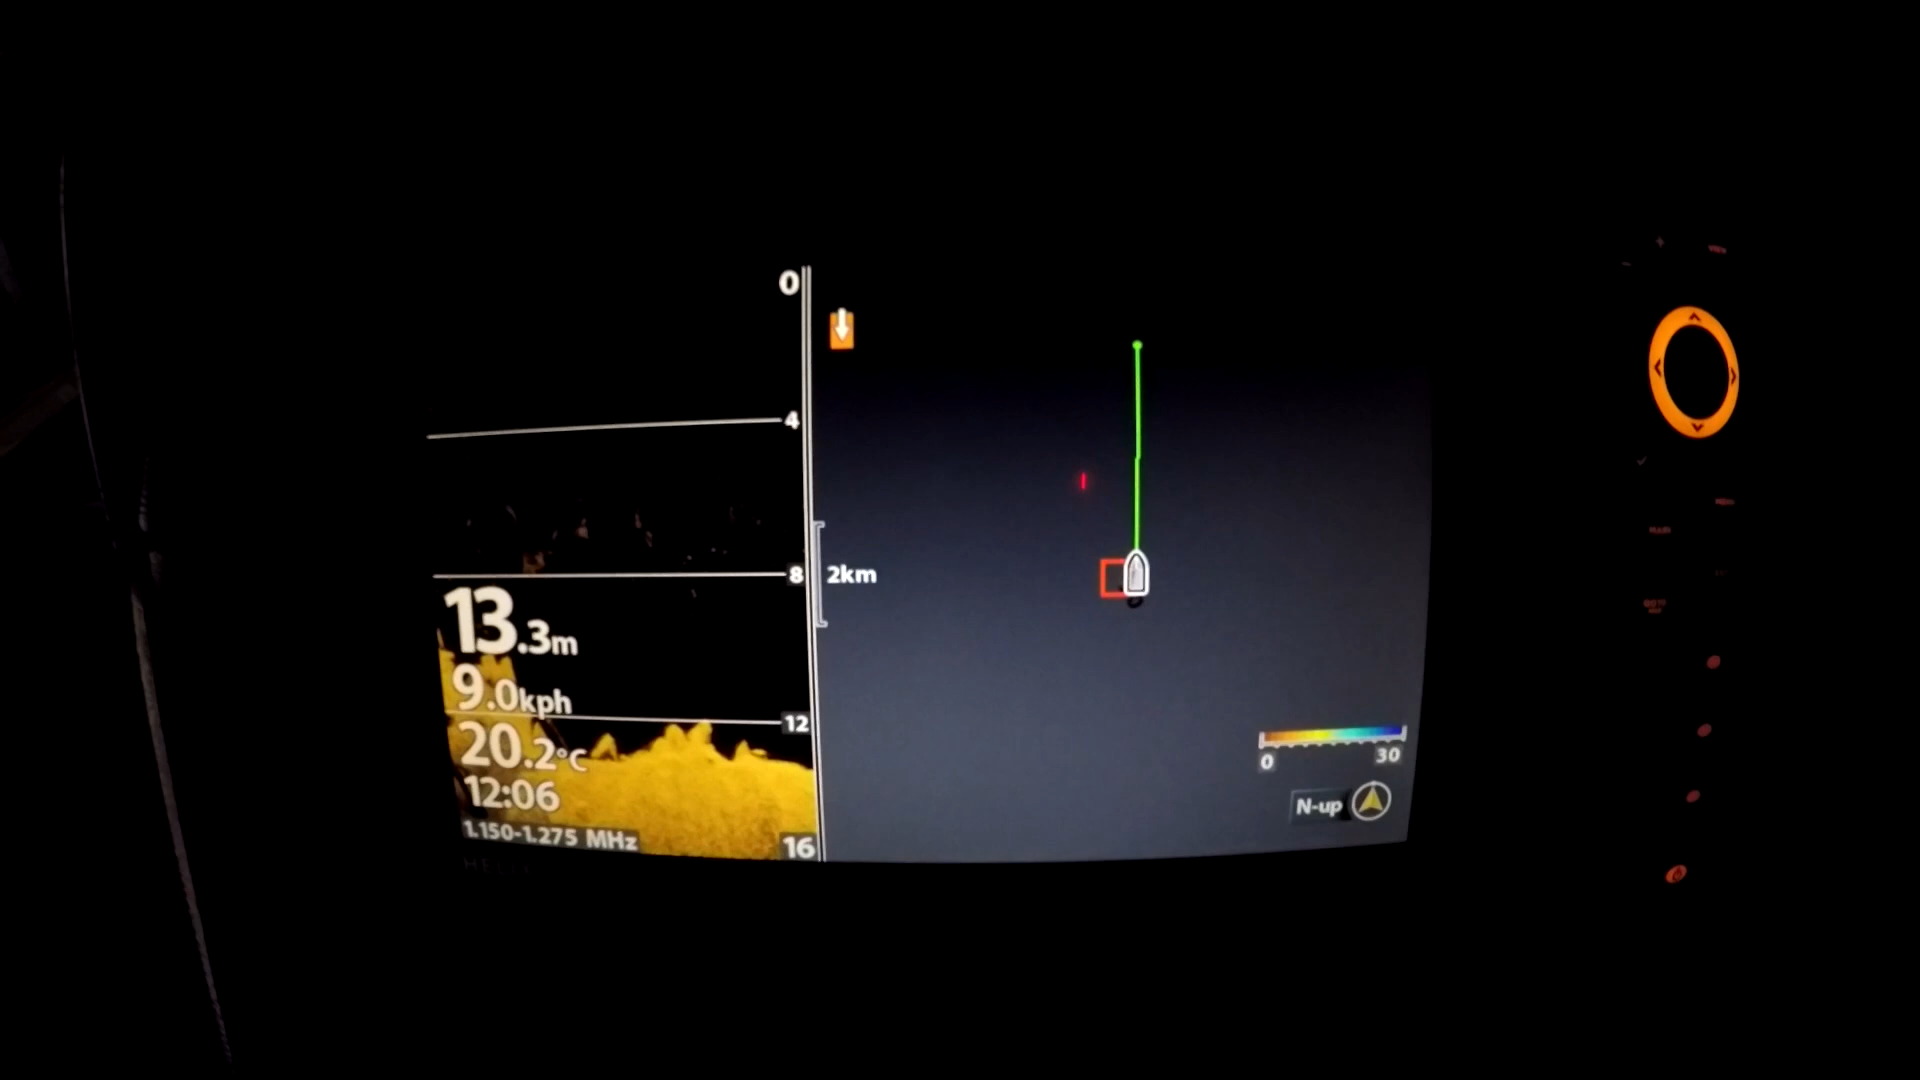 0
4
8
2km
13.3m
9.0kph
12
20.2°C
0 30
12:06
N-up
1.150-1.275 MHz
16
HELIX